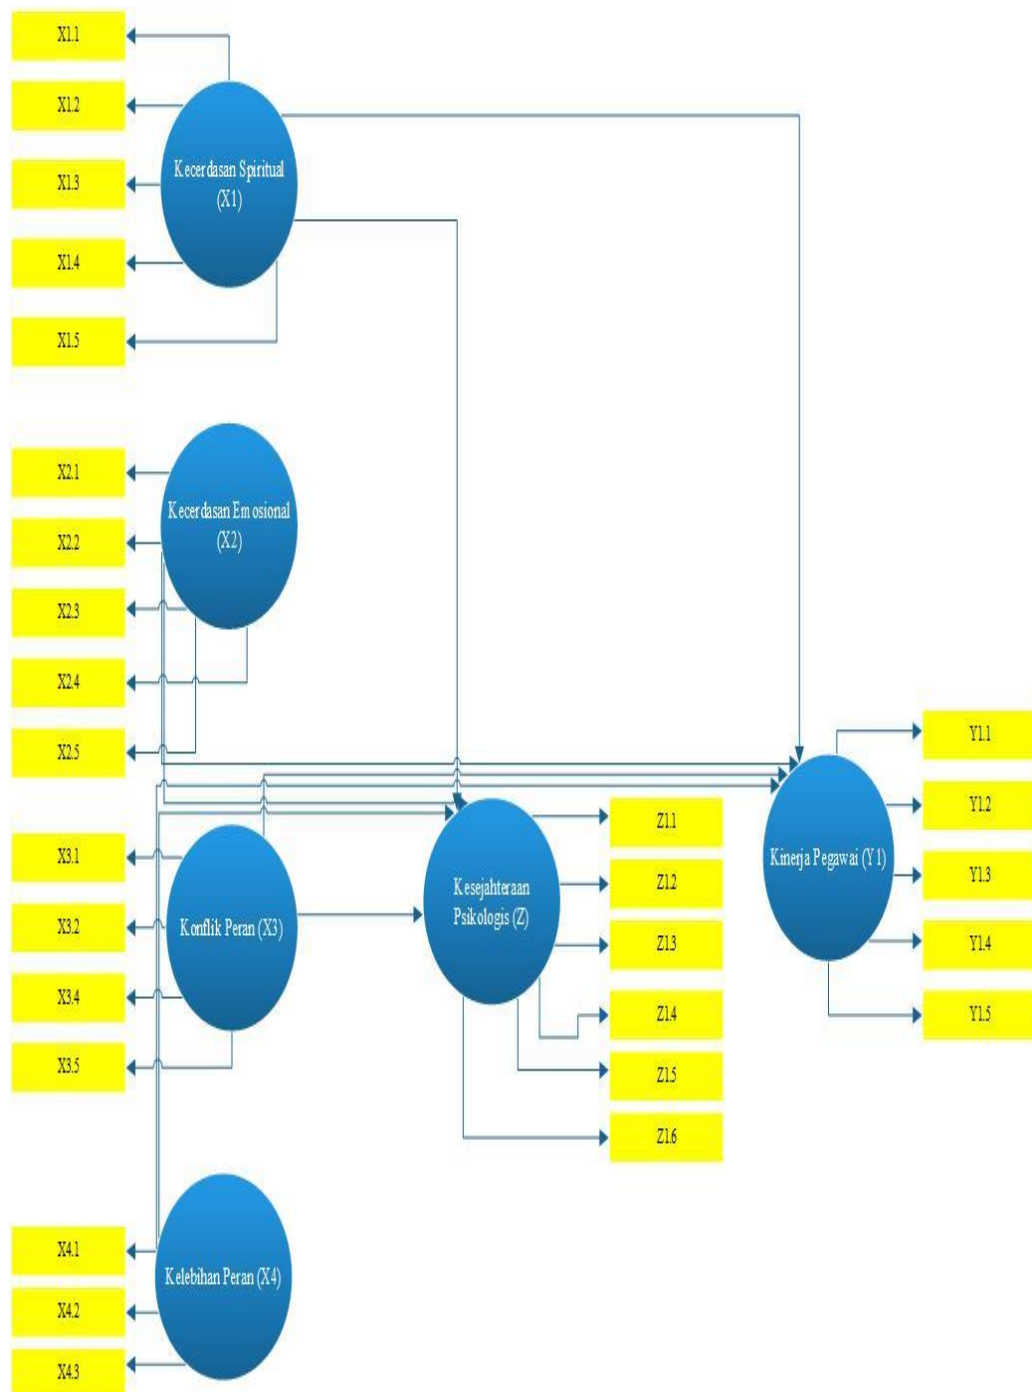 X1.1
X1.2
X1.3
X1.4
X1.5
Kecerdasan Spiritual
(X1)
X2.1
X2.2
X2.3
X2.4
X2.5
Kecerdasan Emosional
(X2)
X3.1
X3.2
X3.4
X3.5
Konflik Peran (X3)
X4.1
X4.2
X4.3
Kelebihan Peran (X4)
Kesejahteraan
Psikologis (Z)
Z1.1
Z1.2
Z1.3
Z1.4
Z1.5
Z1.6
Kinerja Pegawai (Y1)
Y1.1
Y1.2
Y1.3
Y1.4
Y1.5